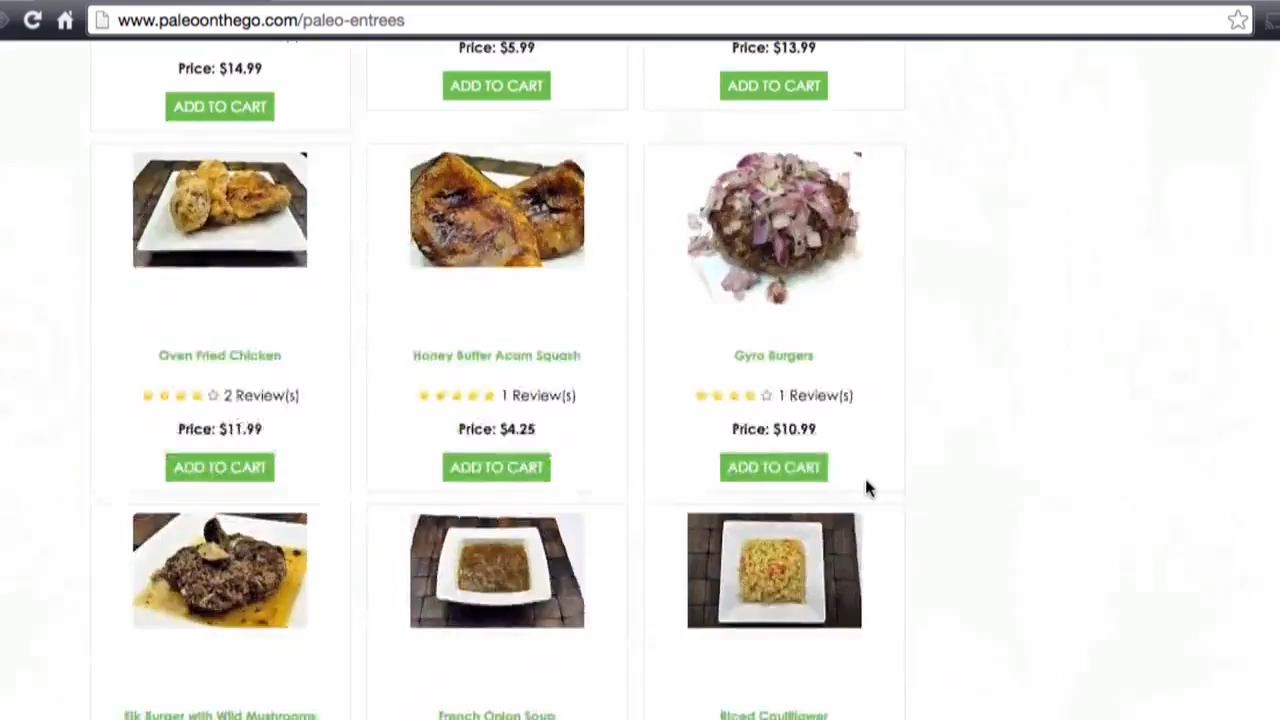 www.paleoonthego.com/paleo-entrees
Price: $5.99
Price: $13.99
Price: $14.99
ADD TO CART
ADD TO CART
ADD TO CART
Oven Fried Chicken
Honey Butter Acorn Squash
Gyro Burgers
2 Review(s)
1 Review(s)
1 Review(s)
Price: $11.99
Price: $4.25
Price: $10.99
ADD TO CART
ADD TO CART
ADD TO CART
Elk Burger with Wild Mushrooms
French Onion Soup
Riced Cauliflower